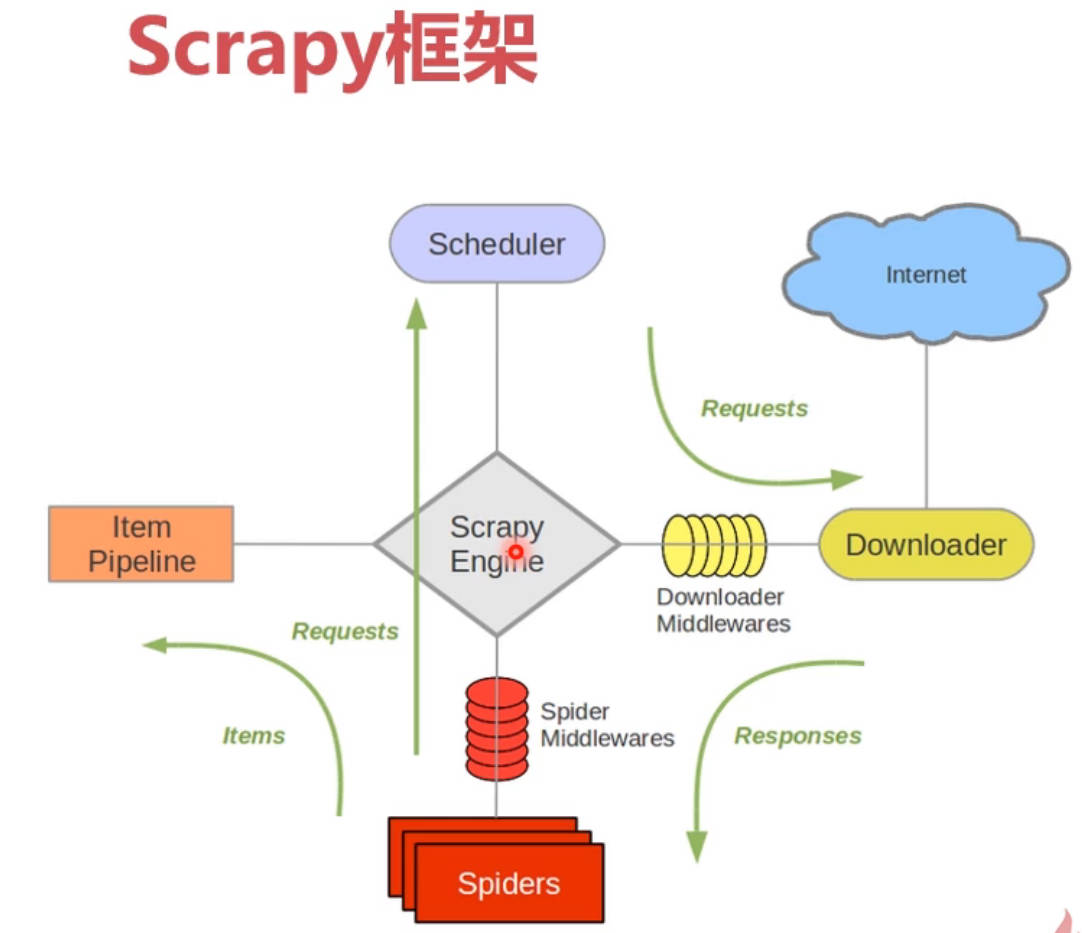 Scrapy框架
Scheduler
Internet
Requests
Scrapy
Engine
Item
Pipeline
Downloader
Downloader
Middlewares
Requests
Items
Spider
Middlewares
Responses
Spiders